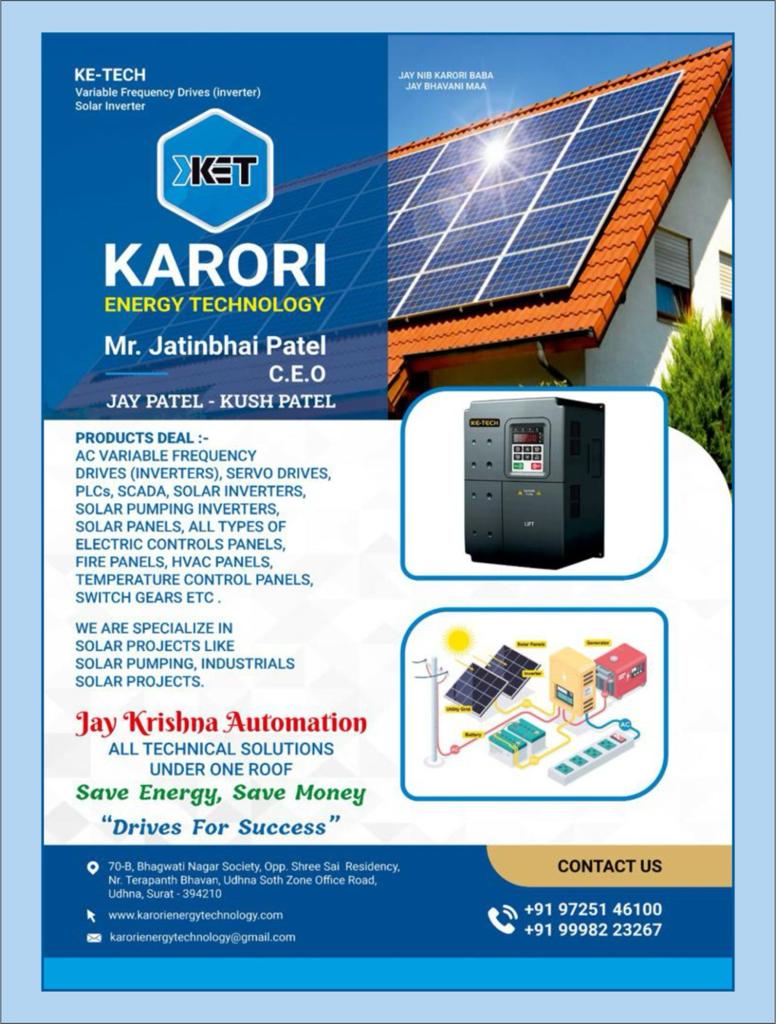 KE-TECH
Variable Frequency Drives (inverter)
Solar Inverter
JAY NIB KARORI BABA
JAY BHAVANI MAA
KET
KARORI
ENERGY TECHNOLOGY
Mr. Jatinbhai Patel
C.E.O
JAY PATEL - KUSH PATEL
PRODUCTS DEAL :-
AC VARIABLE FREQUENCY
DRIVES (INVERTERS), SERVO DRIVES,
PLCs, SCADA, SOLAR INVERTERS,
SOLAR PUMPING INVERTERS,
SOLAR PANELS, ALL TYPES OF
ELECTRIC CONTROLS PANELS,
FIRE PANELS, HVAC PANELS,
TEMPERATURE CONTROL PANELS,
SWITCH GEARS ETC .
WE ARE SPECIALIZE IN
SOLAR PROJECTS LIKE
SOLAR PUMPING, INDUSTRIALS
SOLAR PROJECTS.
KE-TECH
LIFT
Solar Panels
Generator
Inverter
Utility Grid
Battery
AC
Jay Krishna Automation
ALL TECHNICAL SOLUTIONS
UNDER ONE ROOF
Save Energy, Save Money
“Drives For Success”
70-B, Bhagwati Nagar Society, Opp. Shree Sai Residency,
Nr. Terapanth Bhavan, Udhna Soth Zone Office Road,
Udhna, Surat - 394210
www.karorienergytechnology.com
karorienergytechnology@gmail.com
CONTACT US
+91 97251 46100
+91 99982 23267